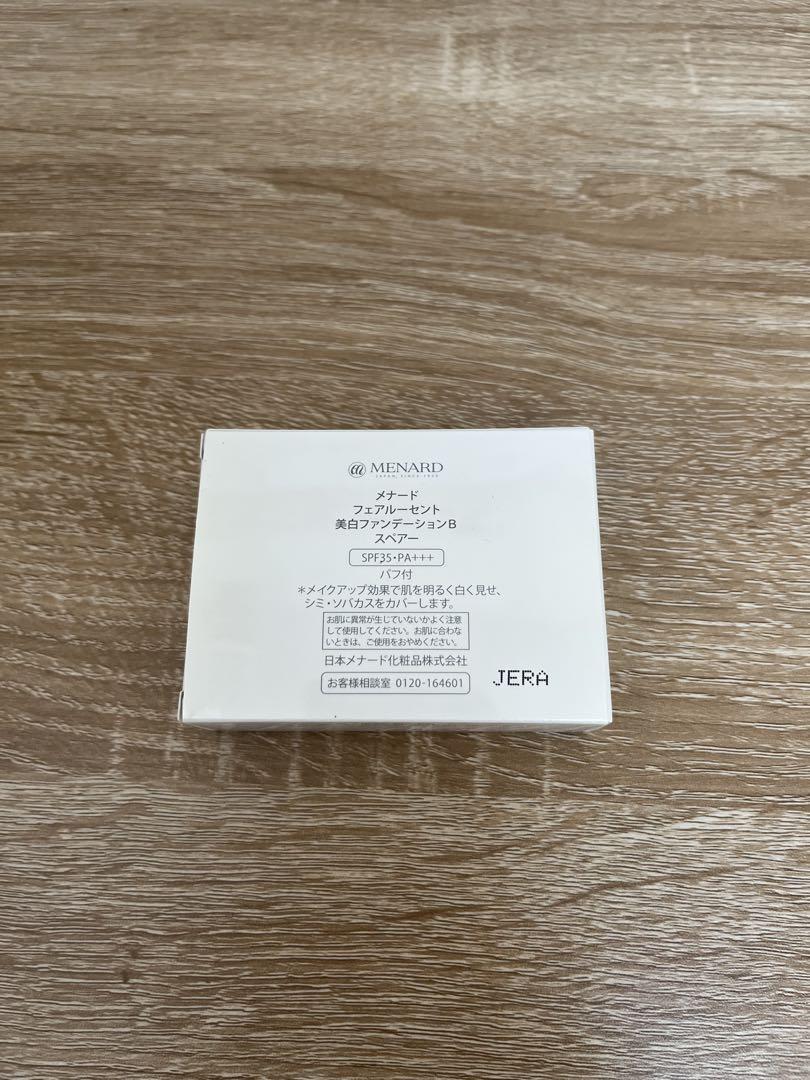 MENARD
JAPAN, SINCE 1959
メナード
フェアルーセント
美白ファンデーションB
スペアー
SPF35・PA+++
パフ付
＊メイクアップ効果で肌を明るく白く見せ、
シミ・ソバカスをカバーします。
お肌に異常が生じていないかよく注意
して使用してください。お肌に合わな
いときは、ご使用をおやめください。
日本メナード化粧品株式会社
お客様相談室 0120-164601
JERA